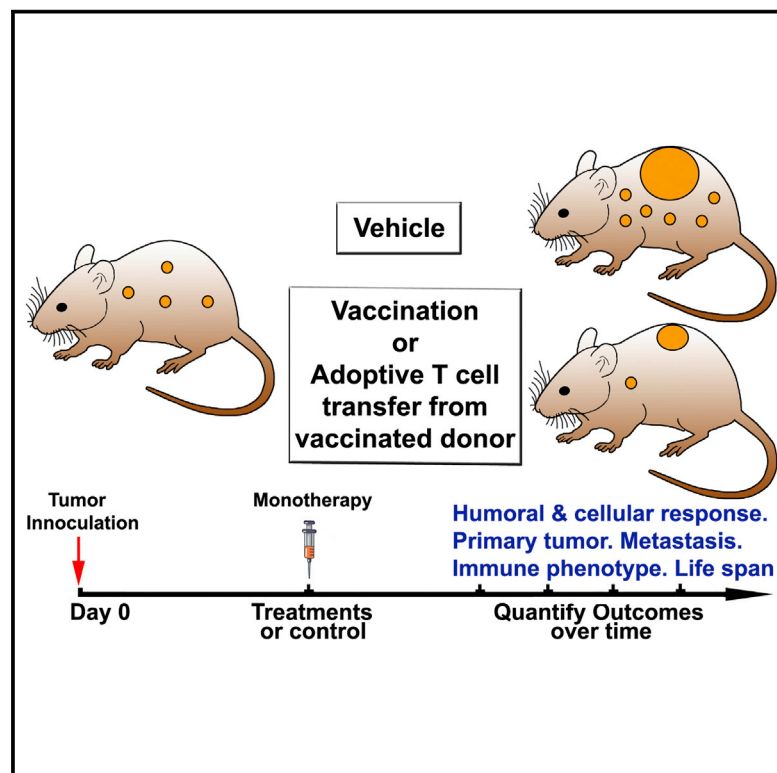 Vehicle
Vaccination
or
Adoptive T cell
transfer from
vaccinated donor
Tumor
Innoculation
Monotherapy
Humoral & cellular response.
Primary tumor. Metastasis.
Immune phenotype. Life span
Day 0
Treatments
or control
Quantify Outcomes
over time